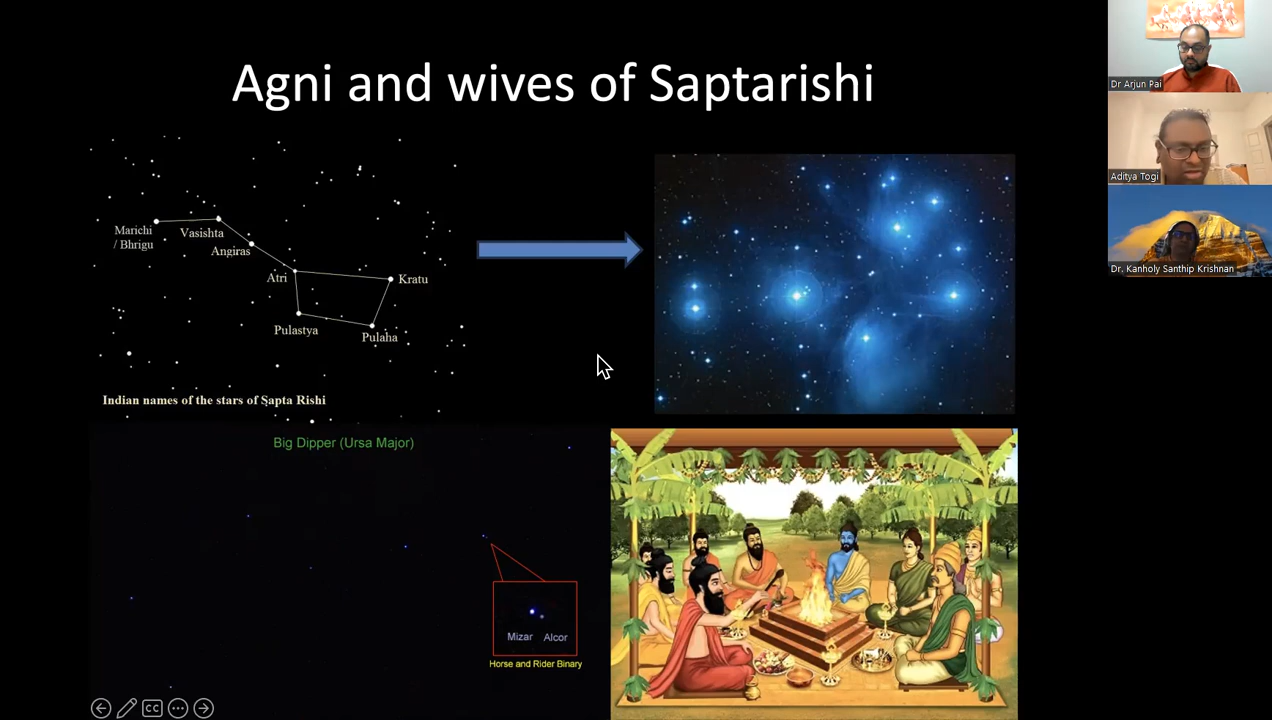 Agni and wives of Saptarishi
Marichi
/ Bhrigu
Vasishta
Angiras
Atri
Kratu
Pulastya
Pulaha
Indian names of the stars of Sapta Rishi
Big Dipper (Ursa Major)
Mizar Alcor
Horse and Rider Binary
CC
Dr Arjun Pai
Aditya Togi
Dr. Kanholy Santhip Krishnan